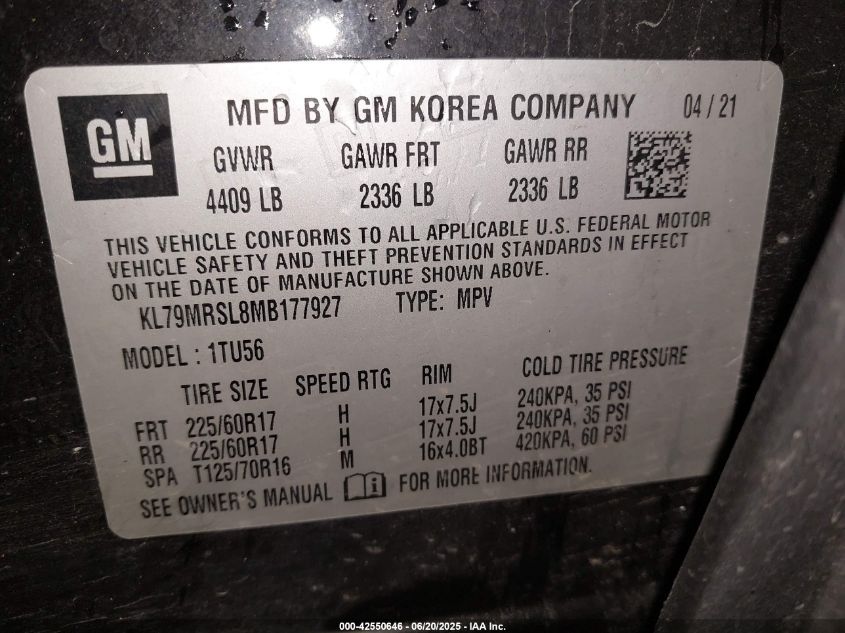 GM
MFD BY GM KOREA COMPANY 04 / 21
GVWR GAWR FRT GAWR RR
4409 LB 2336 LB 2336 LB
THIS VEHICLE CONFORMS TO ALL APPLICABLE U.S. FEDERAL MOTOR
VEHICLE SAFETY AND THEFT PREVENTION STANDARDS IN EFFECT
ON THE DATE OF MANUFACTURE SHOWN ABOVE.
KL79MRSL8MB177927 TYPE: MPV
MODEL : 1TU56
TIRE SIZE SPEED RTG RIM COLD TIRE PRESSURE
FRT 225/60R17 H 17x7.5J 240KPA, 35 PSI
RR 225/60R17 H 17x7.5J 240KPA, 35 PSI
SPA T125/70R16 M 16x4.0BT 420KPA, 60 PSI
SEE OWNER'S MANUAL i FOR MORE INFORMATION.
000-42550646 - 06/20/2025 - IAA Inc.